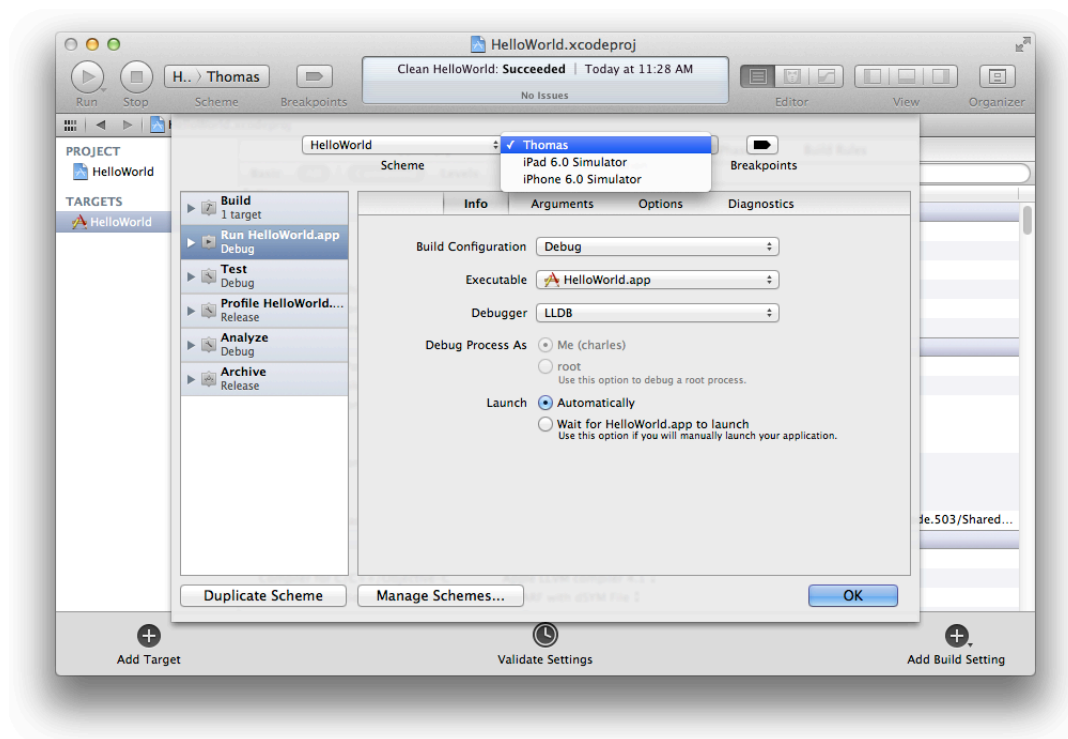 HelloWorld.xcodeproj
H.. 〉 Thomas
Clean HelloWorld: Succeeded | Today at 11:28 AM
No Issues
Run
Stop
Scheme
Breakpoints
Editor
View
Organizer
PROJECT
HelloWorld
TARGETS
HelloWorld
HelloWorld
✓ Thomas
iPad 6.0 Simulator
iPhone 6.0 Simulator
Scheme
Breakpoints
Build Rules
Build
1 target
Run HelloWorld.app
Debug
Test
Debug
Profile HelloWorld....
Release
Analyze
Debug
Archive
Release
Info
Arguments
Options
Diagnostics
Build Configuration
Debug
Executable
HelloWorld.app
Debugger
LLDB
Debug Process As
Me (charles)
root
Use this option to debug a root process.
Launch
Automatically
Wait for HelloWorld.app to launch
Use this option if you will manually launch your application.
de.503/Shared...
Duplicate Scheme
Manage Schemes...
OK
Add Target
Validate Settings
Add Build Setting